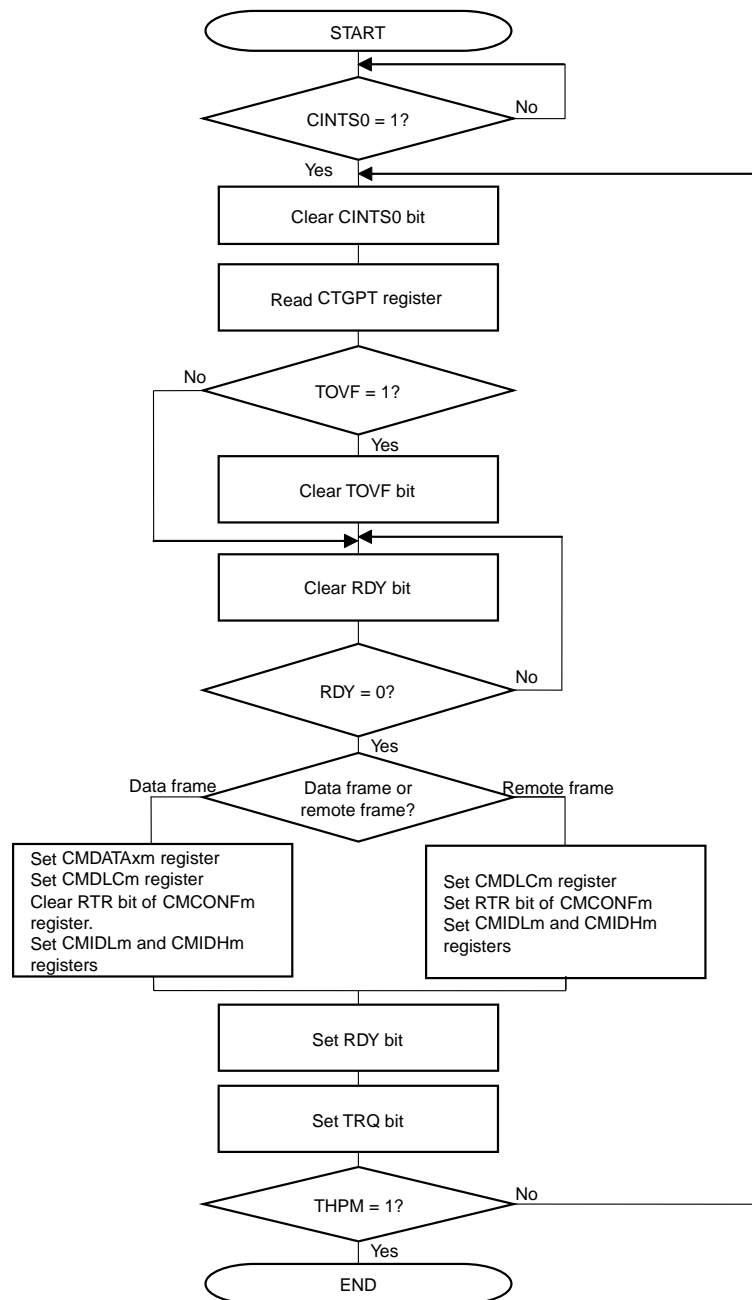 START
CINTS0 = 1?
No
Yes
Clear CINTS0 bit
Read CTGPT register
No
TOVF = 1?
Yes
Clear TOVF bit
Clear RDY bit
RDY = 0?
No
Yes
Data frame
Data frame or
remote frame?
Remote frame
Set CMDATAxm register
Set CMDLCm register
Clear RTR bit of CMCONFm
register.
Set CMIDLm and CMIDHm
registers
Set CMDLCm register
Set RTR bit of CMCONFm
Set CMIDLm and CMIDHm
registers
Set RDY bit
Set TRQ bit
THPM = 1?
No
Yes
END